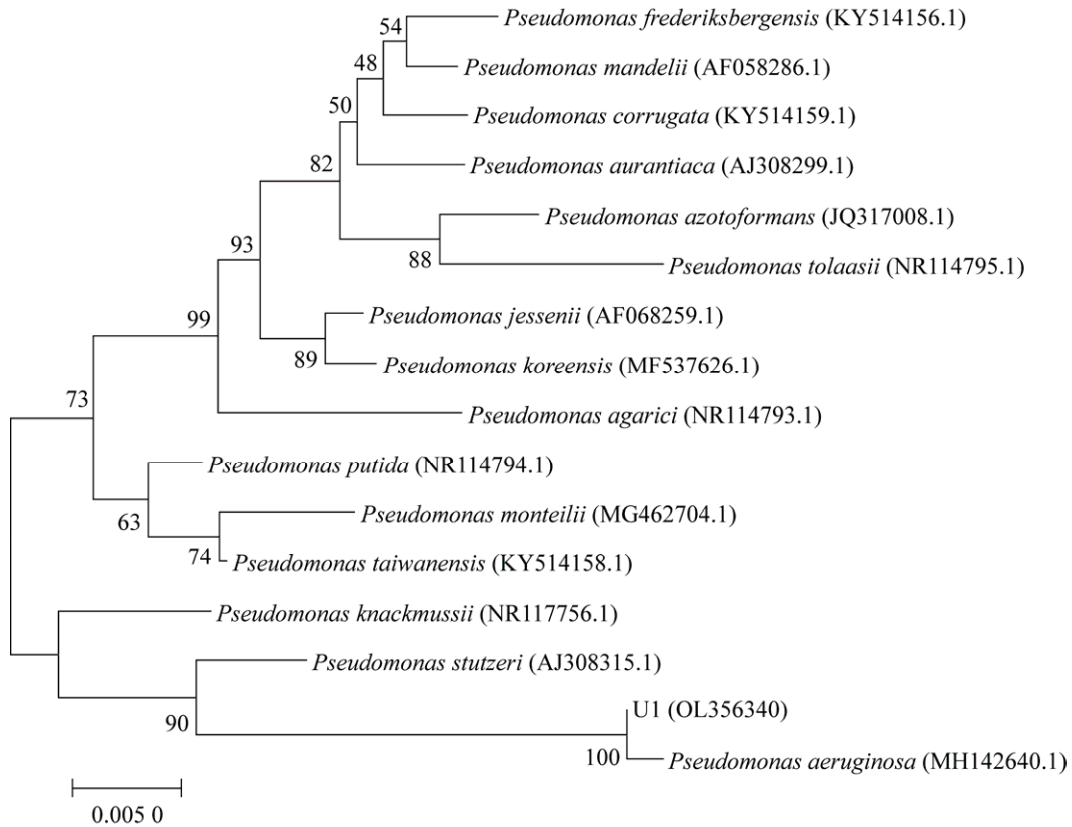 54
Pseudomonas frederiksbergensis (KY514156.1)
48
Pseudomonas mandelii (AF058286.1)
50
Pseudomonas corrugata (KY514159.1)
82
Pseudomonas aurantiaca (AJ308299.1)
Pseudomonas azotoformans (JQ317008.1)
93
88
Pseudomonas tolaasii (NR114795.1)
99
Pseudomonas jessenii (AF068259.1)
89
Pseudomonas koreensis (MF537626.1)
73
Pseudomonas agarici (NR114793.1)
Pseudomonas putida (NR114794.1)
63
Pseudomonas monteilii (MG462704.1)
74
Pseudomonas taiwanensis (KY514158.1)
Pseudomonas knackmussii (NR117756.1)
Pseudomonas stutzeri (AJ308315.1)
90
U1 (OL356340)
100
Pseudomonas aeruginosa (MH142640.1)
0.005 0